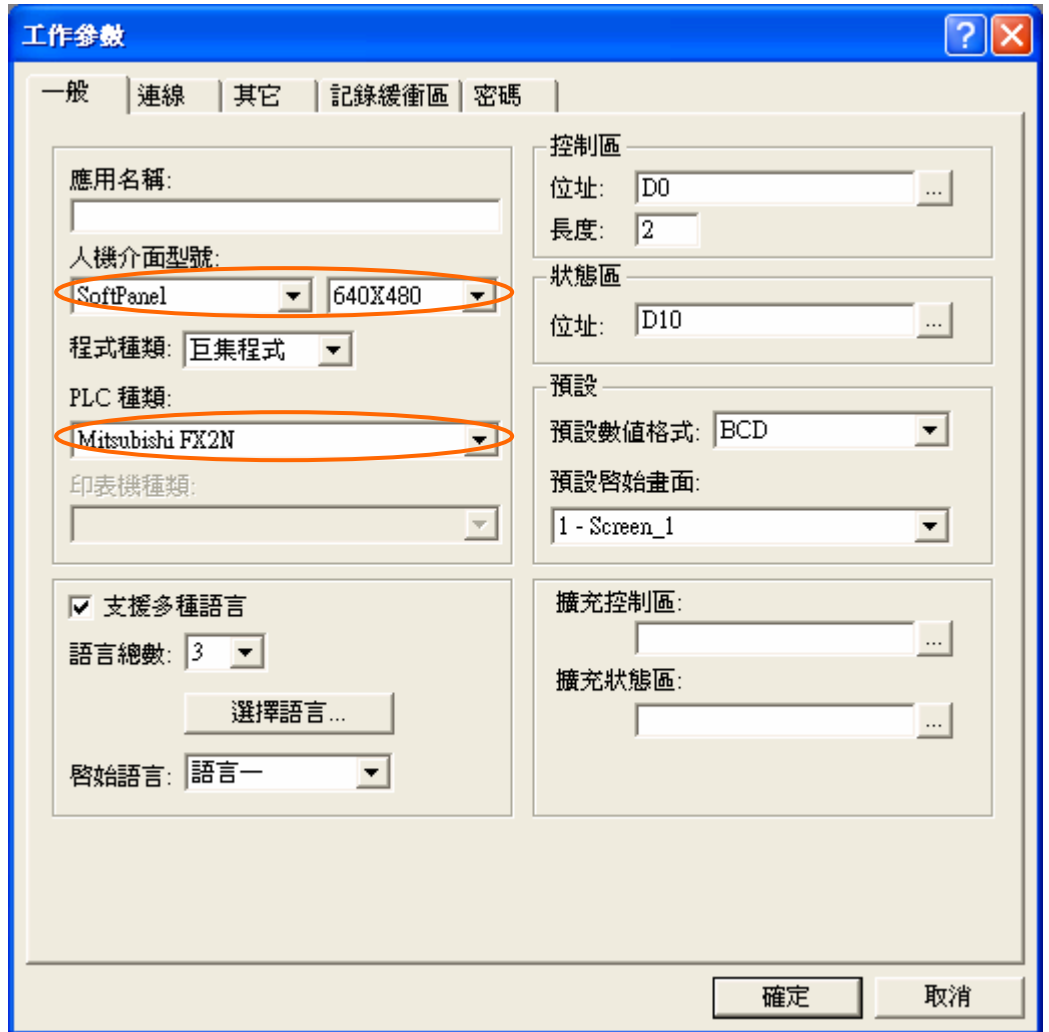 工作參數
一般 連線 其它 記錄緩衝區 密碼
應用名稱:
人機介面型號:
SoftPanel 640X480
程式種類: 巨集程式
PLC 種類:
Mitsubishi FX2N
印表機種類:
支援多種語言
語言總數: 3
選擇語言...
啓始語言: 語言一
控制區
位址: D0 ...
長度: 2
狀態區
位址: D10 ...
預設
預設數值格式: BCD
預設啓始畫面:
1 - Screen_1
擴充控制區:
...
擴充狀態區:
...
確定 取消